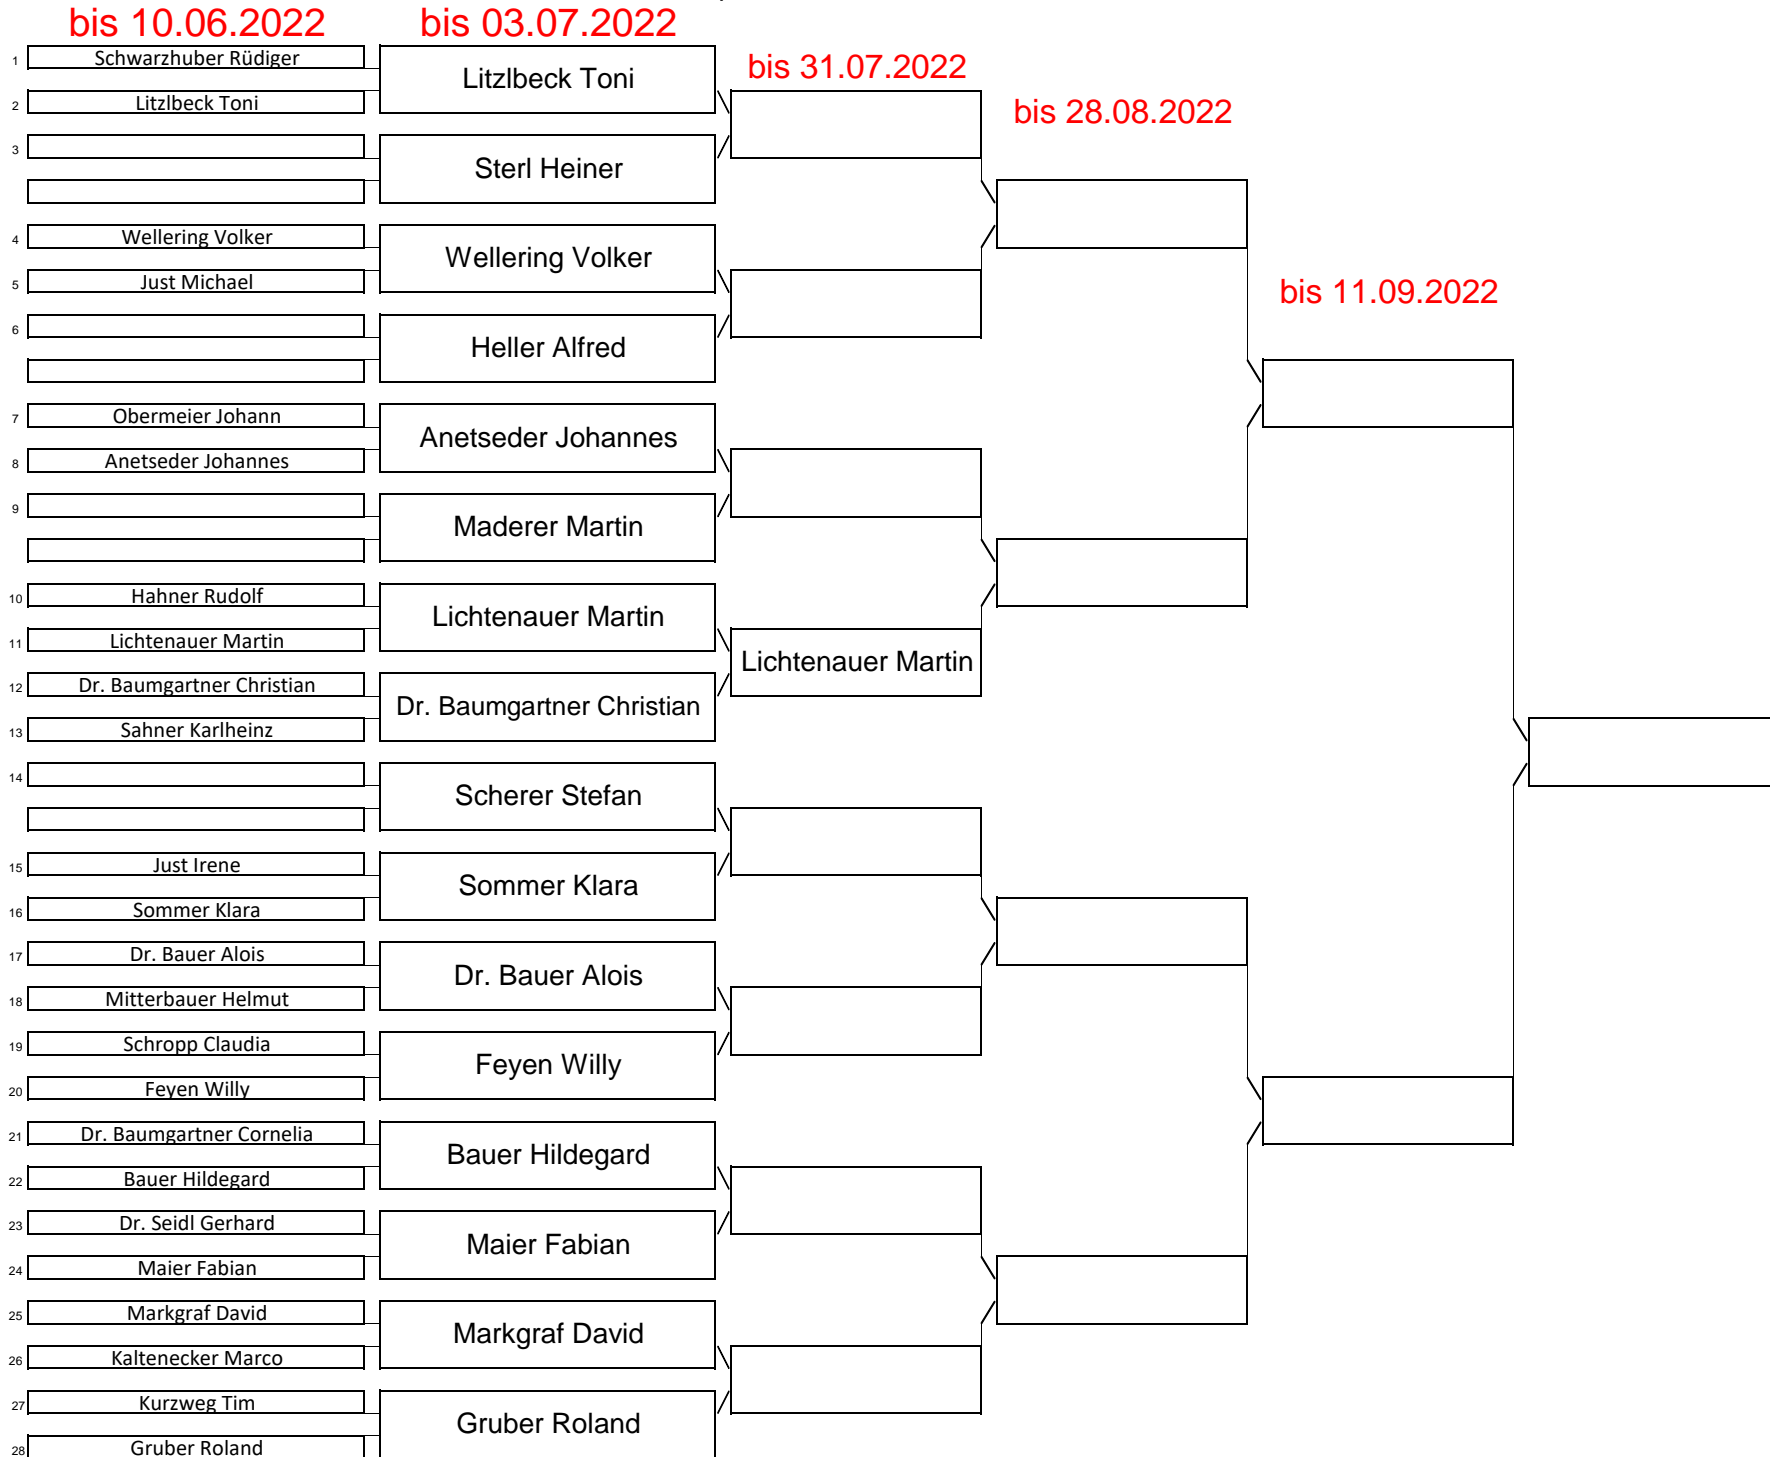 bis 10.06.2022 bis 03.07.2022
bis 31.07.2022
bis 28.08.2022
bis 11.09.2022
1 Schwarzhuber Rüdiger
Litzlbeck Toni
2 Litzlbeck Toni
3
Sterl Heiner
4 Wellering Volker
Wellering Volker
5 Just Michael
6
Heller Alfred
7 Obermeier Johann
Anetseder Johannes
8 Anetseder Johannes
9
Maderer Martin
10 Hahner Rudolf
Lichtenauer Martin
11 Lichtenauer Martin
Lichtenauer Martin
12 Dr. Baumgartner Christian
Dr. Baumgartner Christian
13 Sahner Karlheinz
14
Scherer Stefan
15 Just Irene
Sommer Klara
16 Sommer Klara
17 Dr. Bauer Alois
Dr. Bauer Alois
18 Mitterbauer Helmut
19 Schropp Claudia
Feyen Willy
20 Feyen Willy
21 Dr. Baumgartner Cornelia
Bauer Hildegard
22 Bauer Hildegard
23 Dr. Seidl Gerhard
Maier Fabian
24 Maier Fabian
25 Markgraf David
Markgraf David
26 Kaltenecker Marco
27 Kurzweg Tim
Gruber Roland
28 Gruber Roland